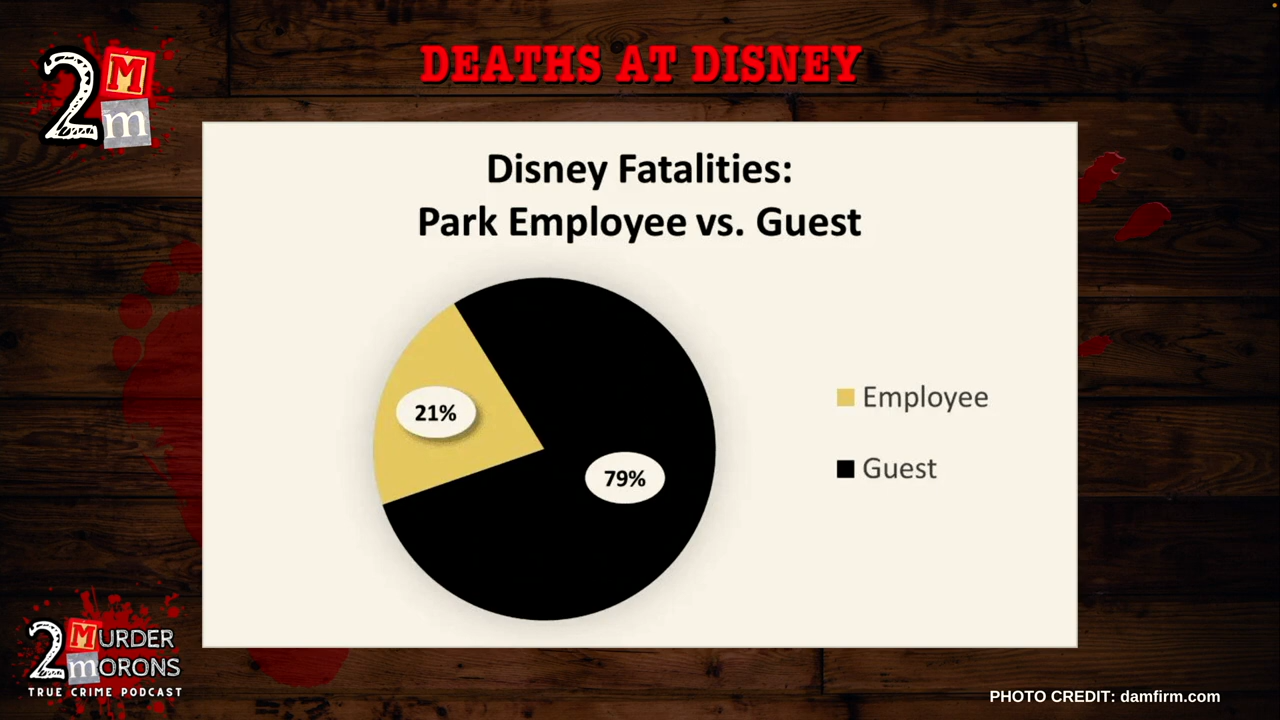 2 M
m
DEATHS AT DISNEY
Disney Fatalities:
Park Employee vs. Guest
21%
79%
Employee
Guest
2 MURDER
mORONS
TRUE CRIME PODCAST
PHOTO CREDIT: damfirm.com